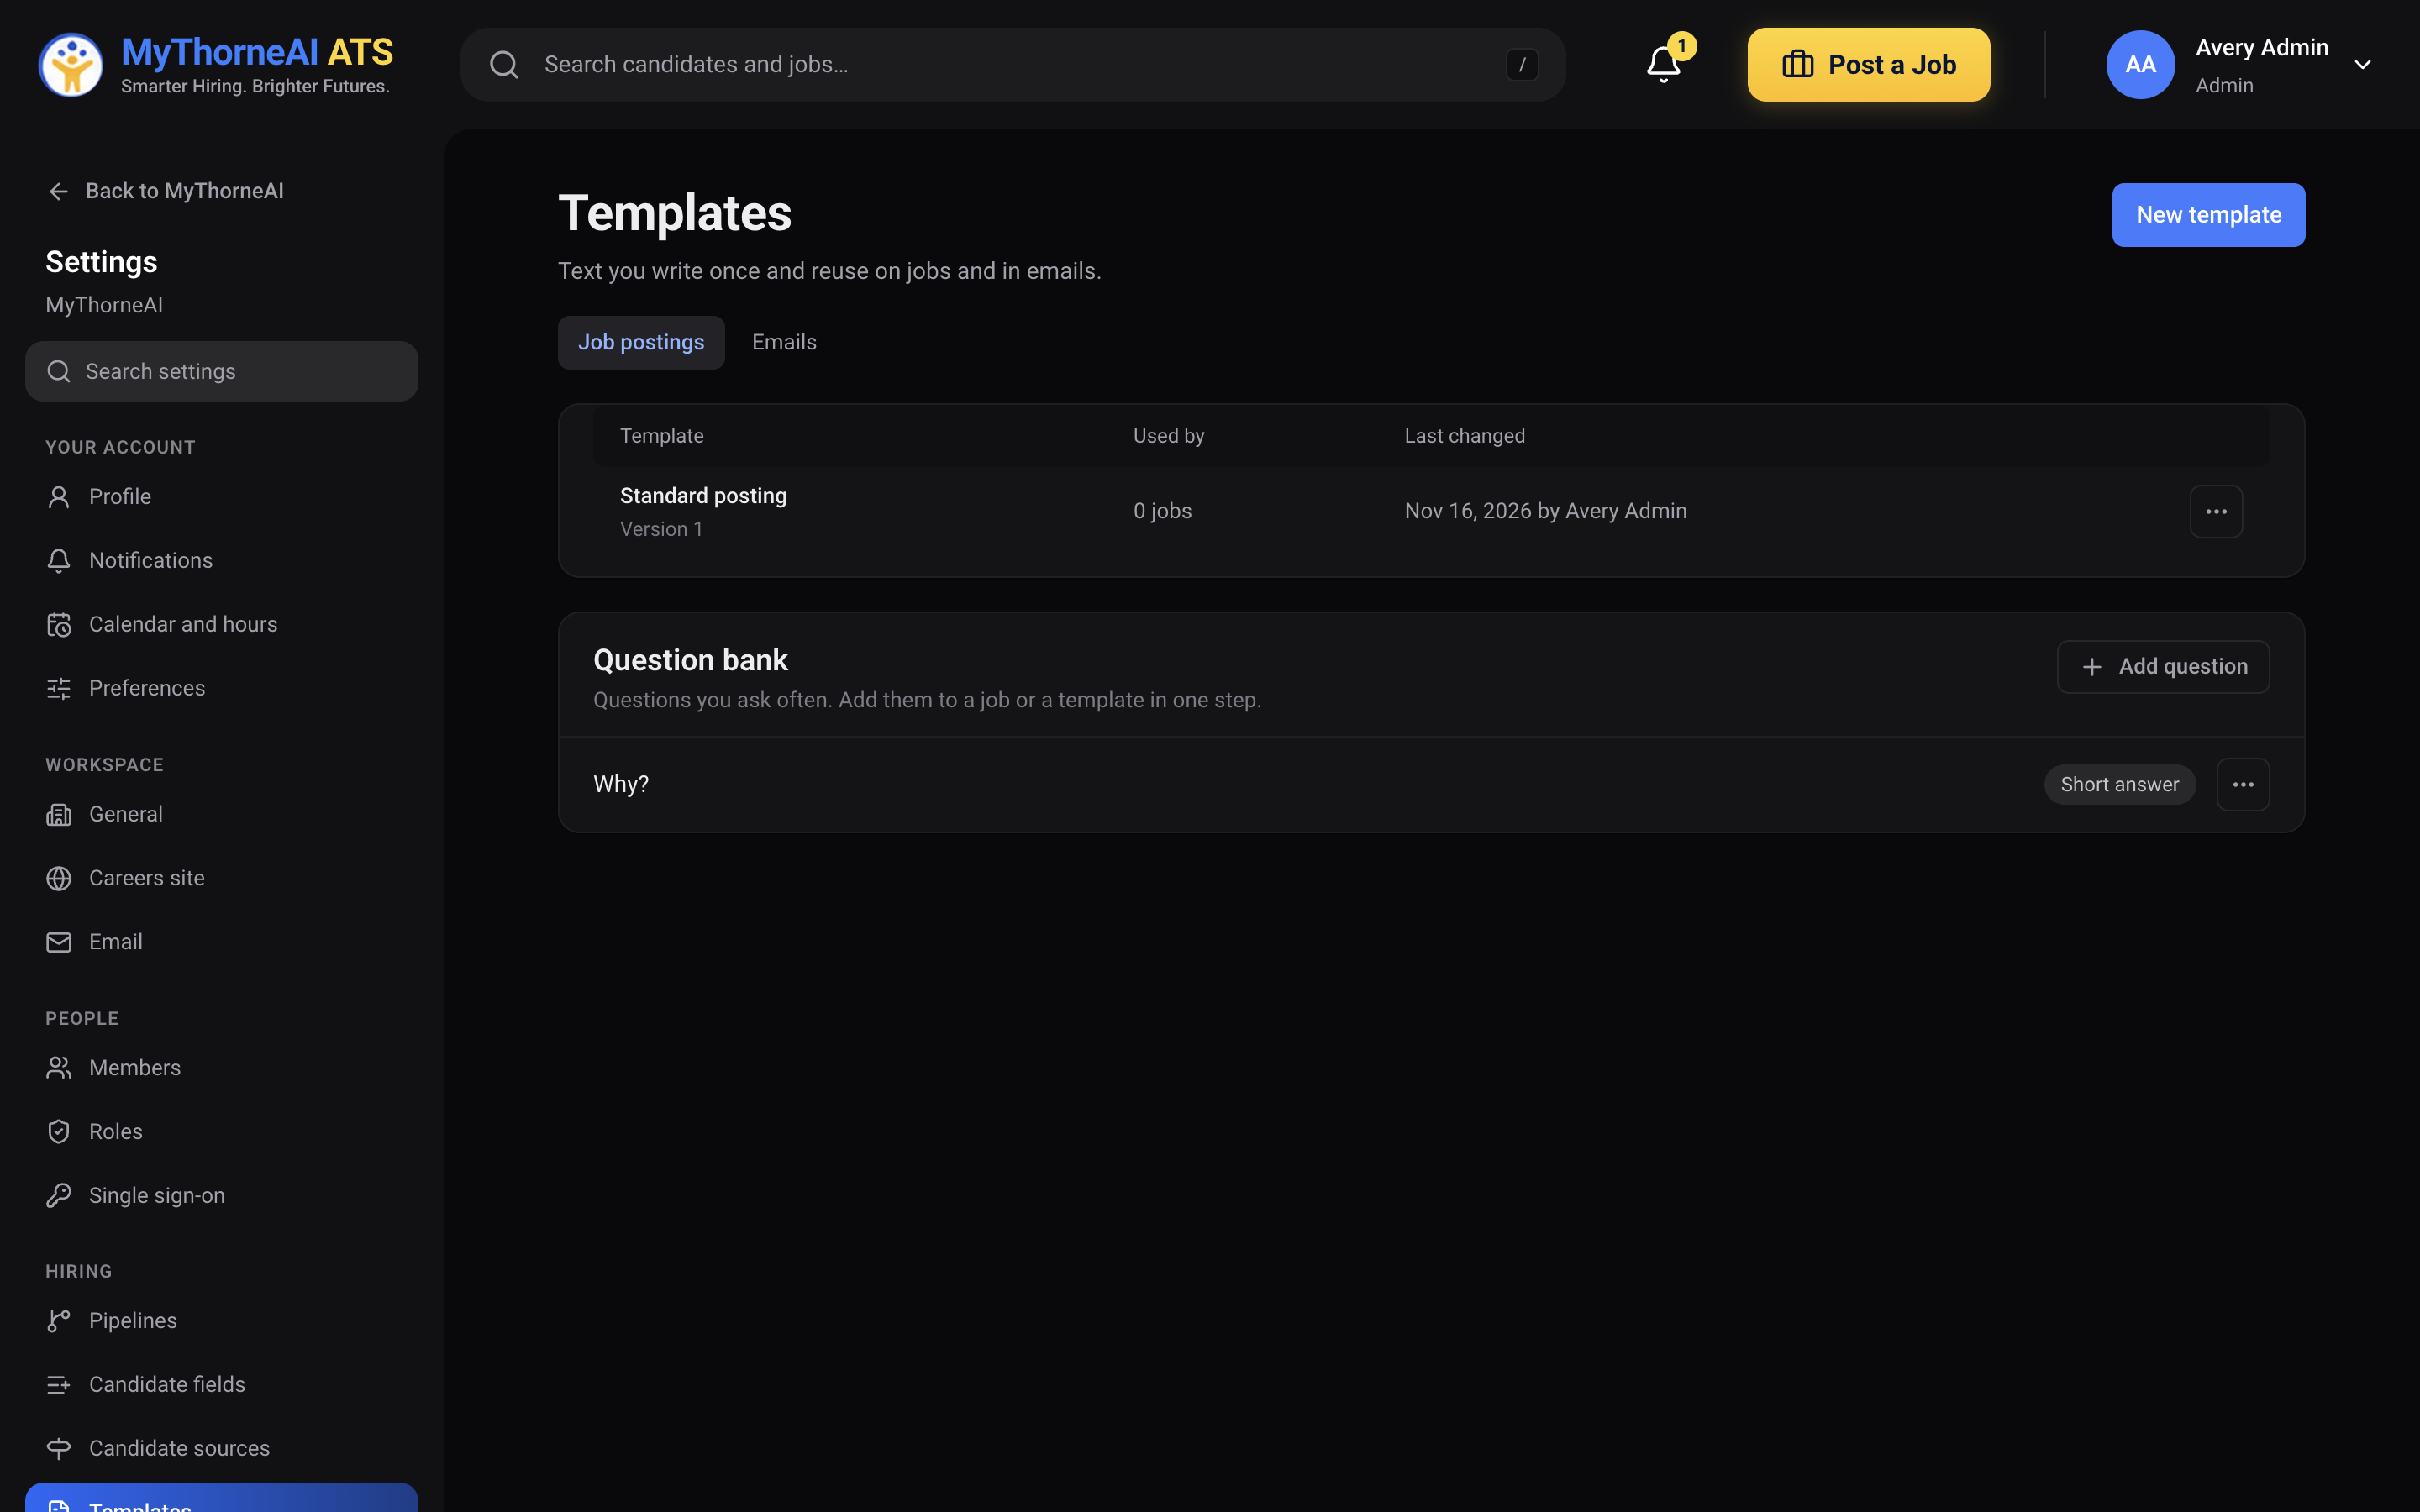 MyThorneAI ATS
Smarter Hiring. Brighter Futures.
Search candidates and jobs...
/
1
Post a Job
AA
Avery Admin
Admin
Back to MyThorneAI
Settings
MyThorneAI
Search settings
YOUR ACCOUNT
Profile
Notifications
Calendar and hours
Preferences
WORKSPACE
General
Careers site
Email
PEOPLE
Members
Roles
Single sign-on
HIRING
Pipelines
Candidate fields
Candidate sources
Templates
Templates
New template
Text you write once and reuse on jobs and in emails.
Job postings
Emails
Template
Used by
Last changed
Standard posting
Version 1
0 jobs
Nov 16, 2026 by Avery Admin
Question bank
Questions you ask often. Add them to a job or a template in one step.
Add question
Why?
Short answer